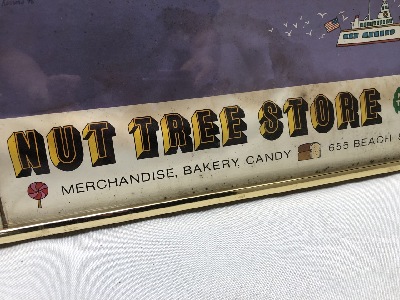 NUT TREE STORE
MERCHANDISE, BAKERY, CANDY 655 BEACH